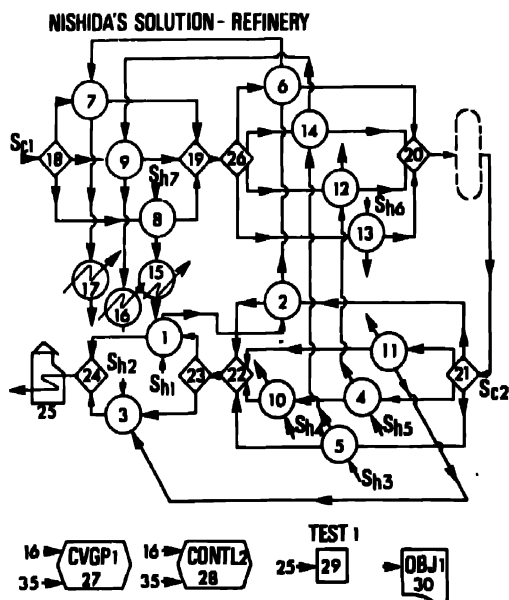 NISHIDA'S SOLUTION - REFINERY
7
6
Sc1
18
9
19
26
14
20
Sh7
12
8
Sh6
13
17
16
15
2
1
11
24
Sh2
Sh1
23
22
21
Sc2
10
4
25
3
Sh4
Sh5
5
Sh3
TEST 1
16 CVGP1
35 27
16 CONTL2
35 28
25 29
OBJ1
30